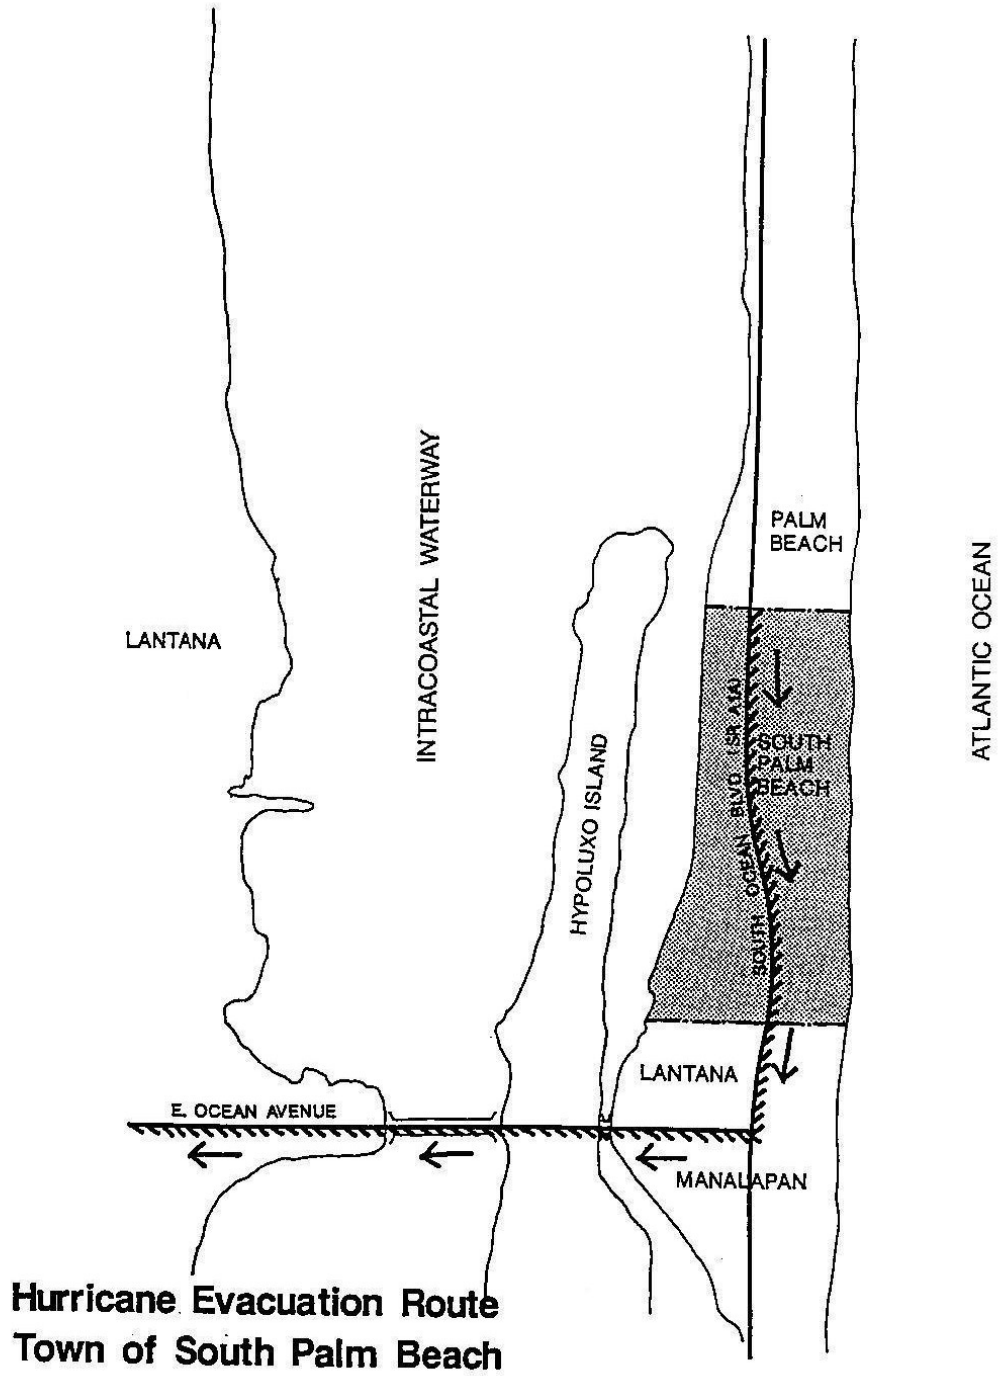 PALM
BEACH
INTRACOASTAL WATERWAY
ATLANTIC OCEAN
LANTANA
SOUTH OCEAN BLVD (SR A1A)
SOUTH
PALM
BEACH
HYPOLUXO ISLAND
LANTANA
E. OCEAN AVENUE
MANALAPAN
Hurricane Evacuation Route
Town of South Palm Beach